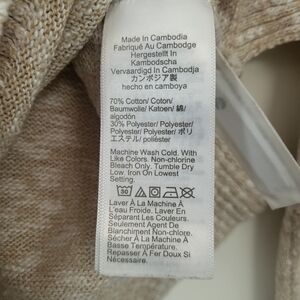 Made In Cambodia
Fabriqué Au Cambodge
Hergestellt In
Kambodscha
Vervaardigd In Cambodja
カンボジア製
hecho en camboya
70% Cotton/ Coton/
Baumwolle/ Katoen/ 綿/
algodón
30% Polyester/ Polyester/
Polyester/ Polyester/ ポリ
エステル/ poliéster
Machine Wash Cold. With
Like Colors. Non-chlorine
Bleach Only. Tumble Dry
Low. Iron On Lowest
Setting.
30
Laver À La Machine À
L'eau Froide. Laver En
Séparant Les Couleurs.
Seulement Agent De
Blanchiment Non-chlore.
Sécher À La Machine À
Basse Température.
Repasser À Fer Doux Si
Nécessaire.